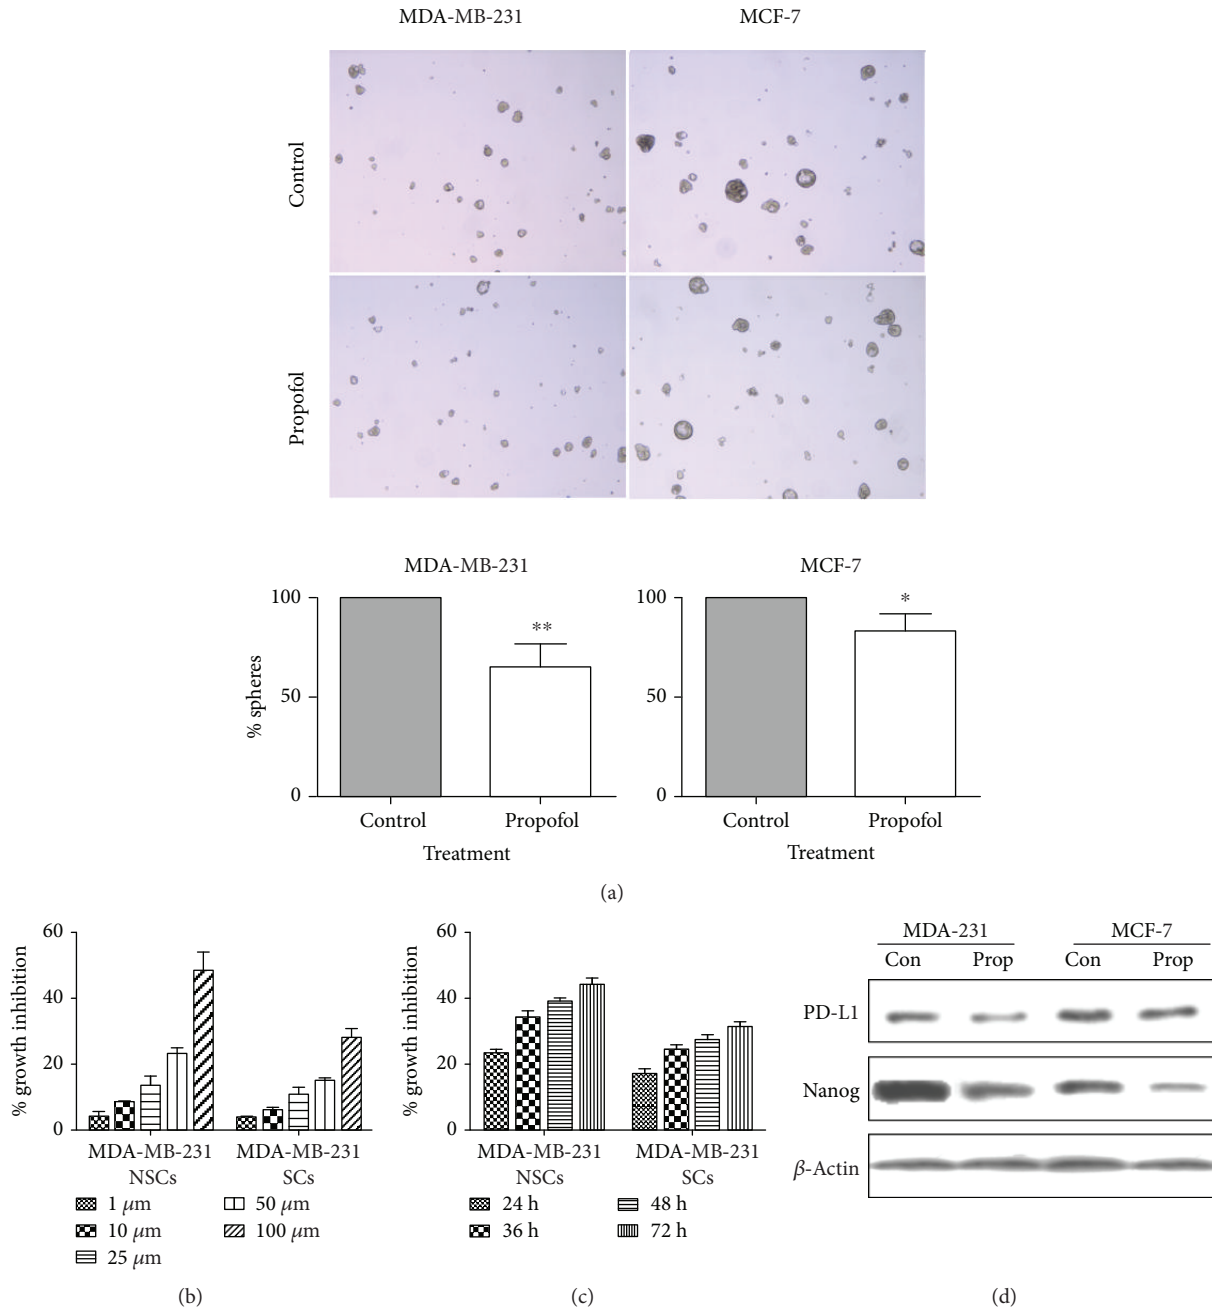 MDA-MB-231 MCF-7
Control
Propofol
MDA-MB-231 MCF-7
100 100
** *
% spheres
50 50
0 0
Control Propofol Control Propofol
Treatment Treatment
(a)
60
40
20
0
% growth inhibition
MDA-MB-231 MDA-MB-231
NSCs SCs
1 μm 50 μm
10 μm 100 μm
25 μm
(b)
60
40
20
0
% growth inhibition
MDA-MB-231 MDA-MB-231
NSCs SCs
24 h 48 h
36 h 72 h
(c)
MDA-231 MCF-7
Con Prop Con Prop
PD-L1
Nanog
β-Actin
(d)